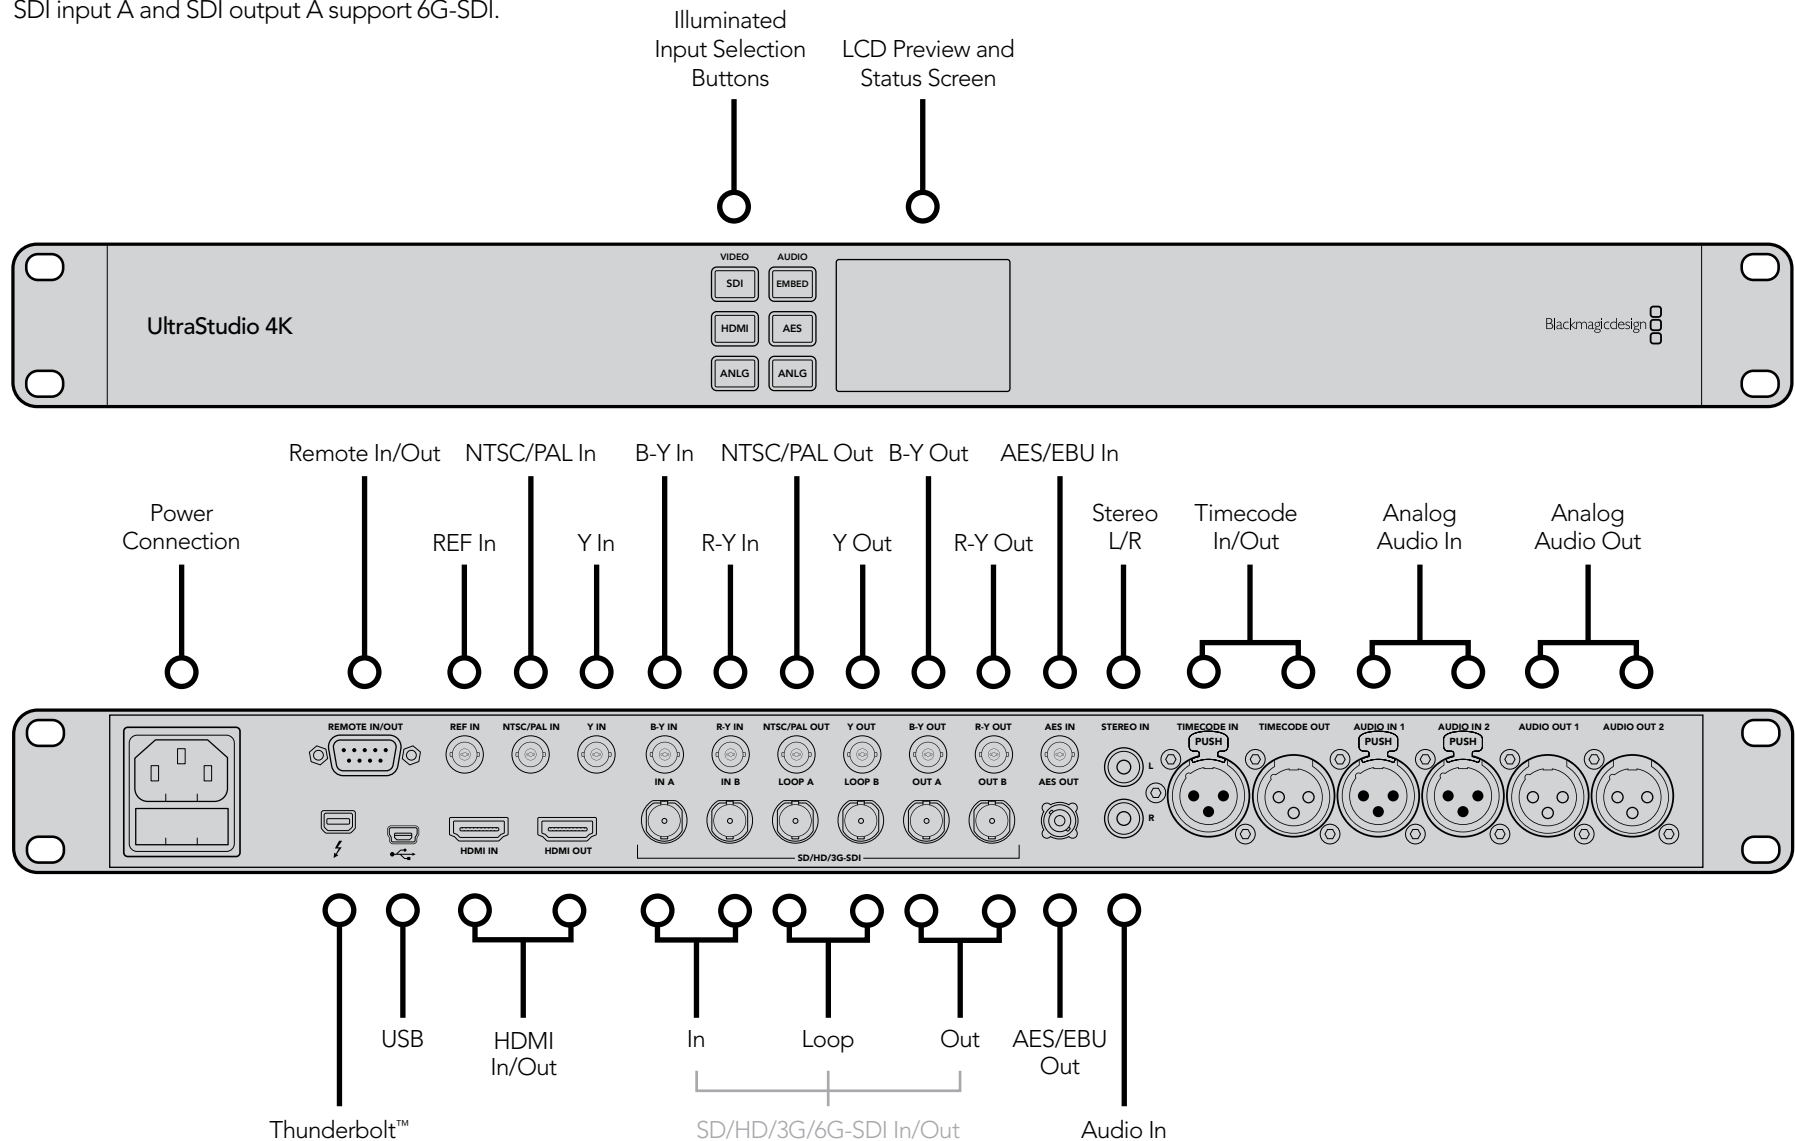 SDI input A and SDI output A support 6G-SDI.
Illuminated
Input Selection
Buttons
LCD Preview and
Status Screen
VIDEO AUDIO
SDI EMBED
HDMI AES
ANLG ANLG
UltraStudio 4K
Blackmagicdesign
Remote In/Out NTSC/PAL In B-Y In NTSC/PAL Out B-Y Out AES/EBU In
Power
Connection
REF In Y In R-Y In Y Out R-Y Out
Stereo
L/R
Timecode
In/Out
Analog
Audio In
Analog
Audio Out
REMOTE IN/OUT REF IN NTSC/PAL IN Y IN B-Y IN R-Y IN NTSC/PAL OUT Y OUT B-Y OUT R-Y OUT AES IN STEREO IN TIMECODE IN TIMECODE OUT AUDIO IN 1 AUDIO IN 2 AUDIO OUT 1 AUDIO OUT 2
PUSH PUSH PUSH
L
IN A IN B LOOP A LOOP B OUT A OUT B AES OUT
R
HDMI IN HDMI OUT
SD/HD/3G-SDI
USB
HDMI
In/Out
In Loop Out
AES/EBU
Out
Thunderbolt™
SD/HD/3G/6G-SDI In/Out
Audio In